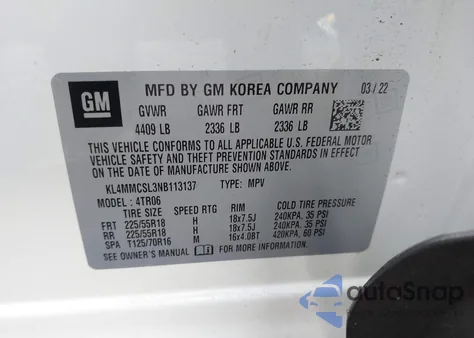 GM
MFD BY GM KOREA COMPANY 03/22
GVWR GAWR FRT GAWR RR
4409 LB 2336 LB 2336 LB
THIS VEHICLE CONFORMS TO ALL APPLICABLE
U.S. FEDERAL MOTOR
VEHICLE SAFETY, BUMPER, AND THEFT PREVENTION
STANDARDS IN EFFECT ON THE DATE OF MANUFACTURE
SHOWN ABOVE.
KL4MMCSL3NB113137 TYPE: MPV
MODEL: 4TR06
SPEED RTG RIM COLD TIRE PRESSURE
TIRE SIZE
FRT 225/55R18 H 18x7.5J 240KPA, 35 PSI
RR 225/55R18 H 18x7.5J 240KPA, 35 PSI
SPA T125/70R16 M 16x4.0BT 420KPA, 60 PSI
SEE OWNER'S MANUAL FOR MORE INFORMATION
autoSnap